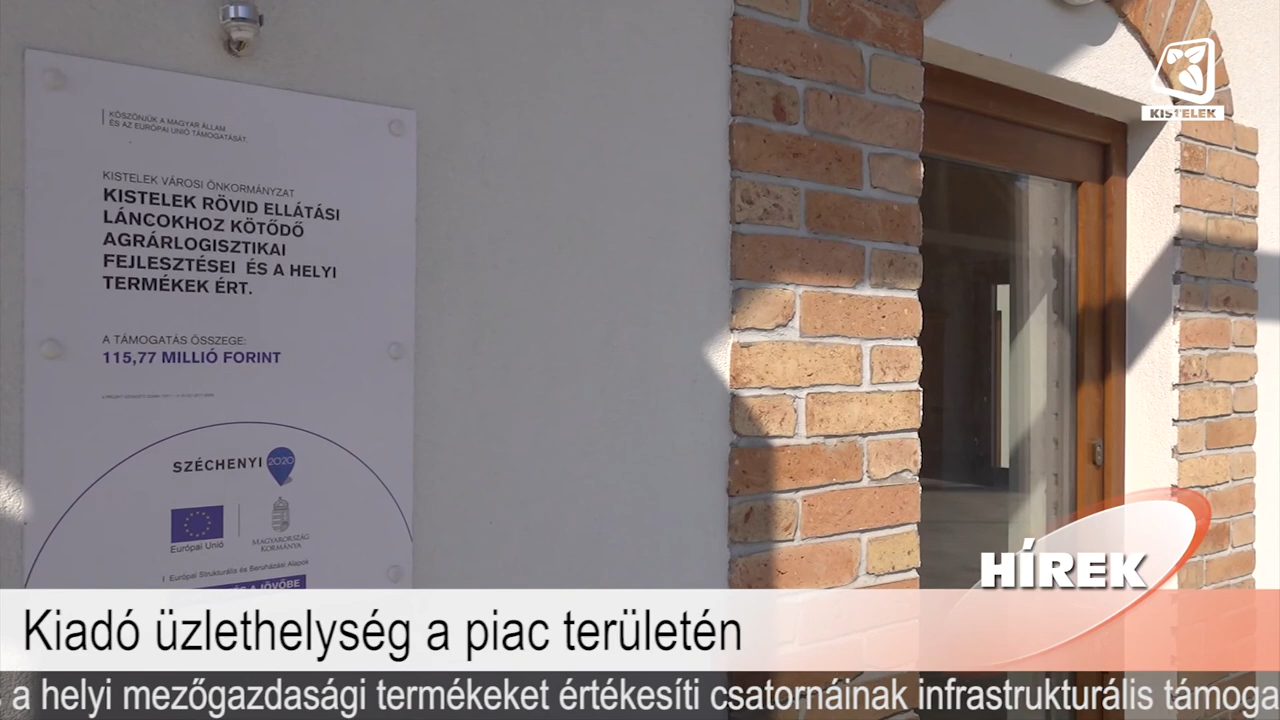 KÖSZÖNJÜK A MAGYAR ÁLLAM
ÉS AZ EURÓPAI UNIÓ TÁMOGATÁSÁT.
KISTELEK VÁROSI ÖNKORMÁNYZAT
KISTELEK RÖVID ELLÁTÁSI
LÁNCOKHOZ KÖTŐDŐ
AGRÁRLOGISZTIKAI
FEJLESZTÉSEI ÉS A HELYI
TERMÉKEK ÉRT.
A TÁMOGATÁS ÖSSZEGE:
115,77 MILLIÓ FORINT
SZÉCHENYI 2020
Európai Unió
MAGYARORSZÁG
KORMÁNYA
Európai Strukturális és Beruházási Alapok
A JÖVŐBE
KISTELEK
HÍREK
Kiadó üzlethelység a piac területén
a helyi mezőgazdasági termékeket értékesíti csatornáinak infrastrukturális támoga